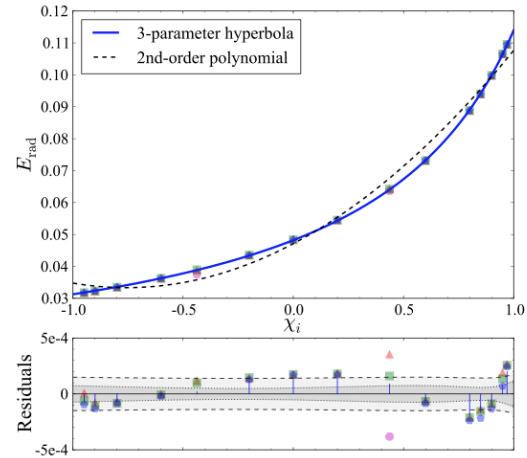 3-parameter hyperbola
2nd-order polynomial
0.12
0.11
0.10
0.09
0.08
0.07
0.06
0.05
0.04
0.03
E_rad
-1.0
-0.5
0.0
0.5
1.0
χ_i
5e-4
0
-5e-4
Residuals